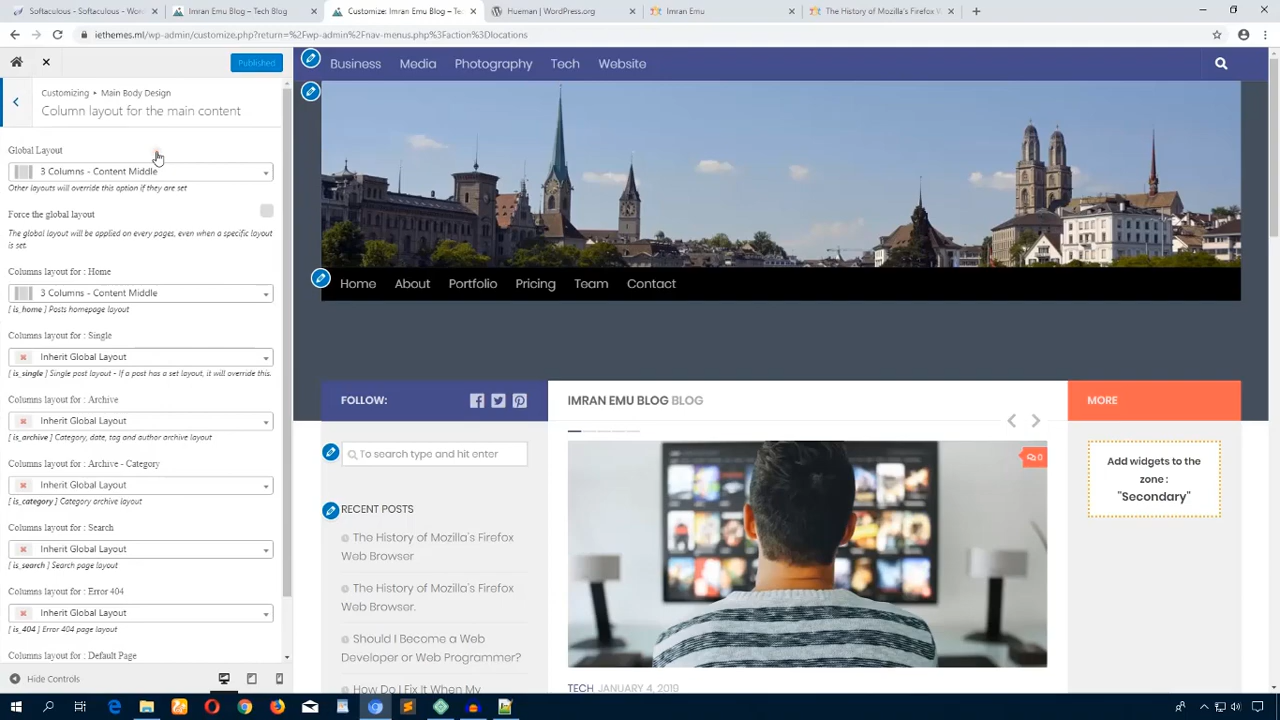 Softaculous - Softaculous - Wor
Imran Emu Blog – Tech Blog
Customize: Imran Emu Blog – Te
Hueman | WordPress.org
Imran Emu
The History of Mozilla's Firefox V
iethemes.ml/wp-admin/customize.php?return=%2Fwp-admin%2Fnav-menus.php%3Faction%3Dlocations
Published
Customizing ▸ Main Body Design
Column layout for the main content
Global Layout
3 Columns - Content Middle
Other layouts will override this option if they are set
Force the global layout
The global layout will be applied on every pages, even when a specific layout
is set.
Columns layout for : Home
3 Columns - Content Middle
[ is_home ] Posts homepage layout
Columns layout for : Single
Inherit Global Layout
[ is_single ] Single post layout - If a post has a set layout, it will override this.
Columns layout for : Archive
Inherit Global Layout
[ is_archive ] Category, date, tag and author archive layout
Columns layout for : Archive - Category
Inherit Global Layout
[ is_category ] Category archive layout
Columns layout for : Search
Inherit Global Layout
[ is_search ] Search page layout
Columns layout for : Error 404
Inherit Global Layout
[ is_404 ] Error 404 page layout
Columns layout for : Default Page
Hide Controls
Business Media Photography Tech Website
Home About Portfolio Pricing Team Contact
FOLLOW:
IMRAN EMU BLOG BLOG
MORE
To search type and hit enter
0
Add widgets to the
zone :
"Secondary"
RECENT POSTS
The History of Mozilla's Firefox
Web Browser
The History of Mozilla's Firefox
Web Browser.
Should I Become a Web
Developer or Web Programmer?
How Do I Fix It When My
TECH JANUARY 4, 2019